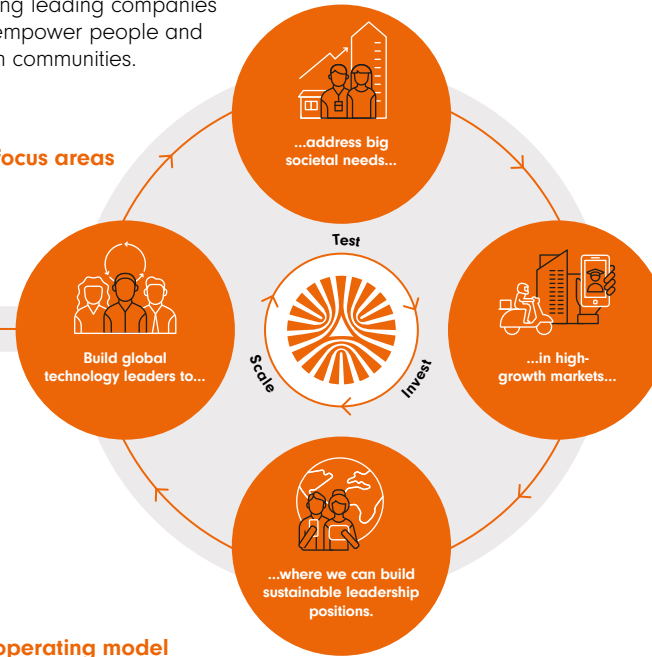 ng leading companies
empower people and
communities.
focus areas
...address big
societal needs...
Test
Build global
technology leaders to...
Scale
Invest
...in high-
growth markets...
...where we can build
sustainable leadership
positions.
operating model